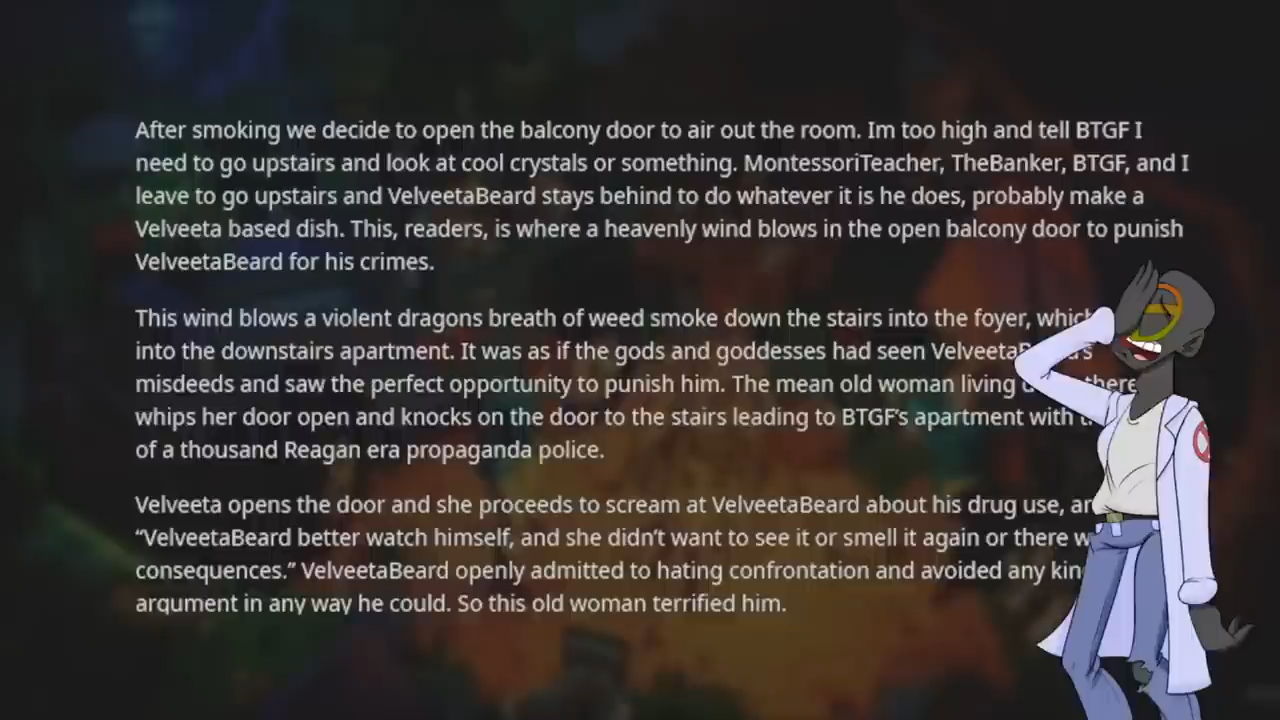 After smoking we decide to open the balcony door to air out the room. Im too high and tell BTGF I
need to go upstairs and look at cool crystals or something. MontessoriTeacher, TheBanker, BTGF, and I
leave to go upstairs and VelveetaBeard stays behind to do whatever it is he does, probably make a
Velveeta based dish. This, readers, is where a heavenly wind blows in the open balcony door to punish
VelveetaBeard for his crimes.
This wind blows a violent dragons breath of weed smoke down the stairs into the foyer, which
into the downstairs apartment. It was as if the gods and goddesses had seen
misdeeds and saw the perfect opportunity to punish him. The mean old woman living there
whips her door open and knocks on the door to the stairs leading to BTGF's apartment with
of a thousand Reagan era propaganda police.
Velveeta opens the door and she proceeds to scream at VelveetaBeard about his drug use,
“VelveetaBeard better watch himself, and she didn't want to see it or smell it again or there
consequences.” VelveetaBeard openly admitted to hating confrontation and avoided any
argument in any way he could. So this old woman terrified him.